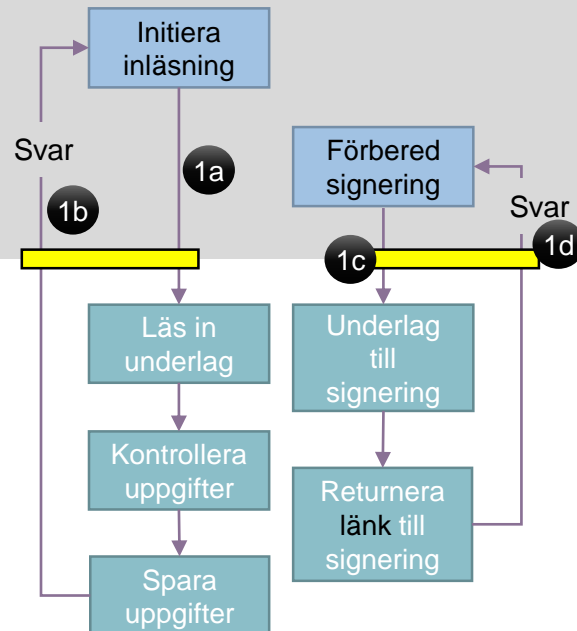 Initiera
inläsning
Svar
1a
1b
Förbered
signering
Svar
1c
1d
Läs in
underlag
Kontrollera
uppgifter
Spara
uppgifter
Underlag
till
signering
Returnera
länk till
signering